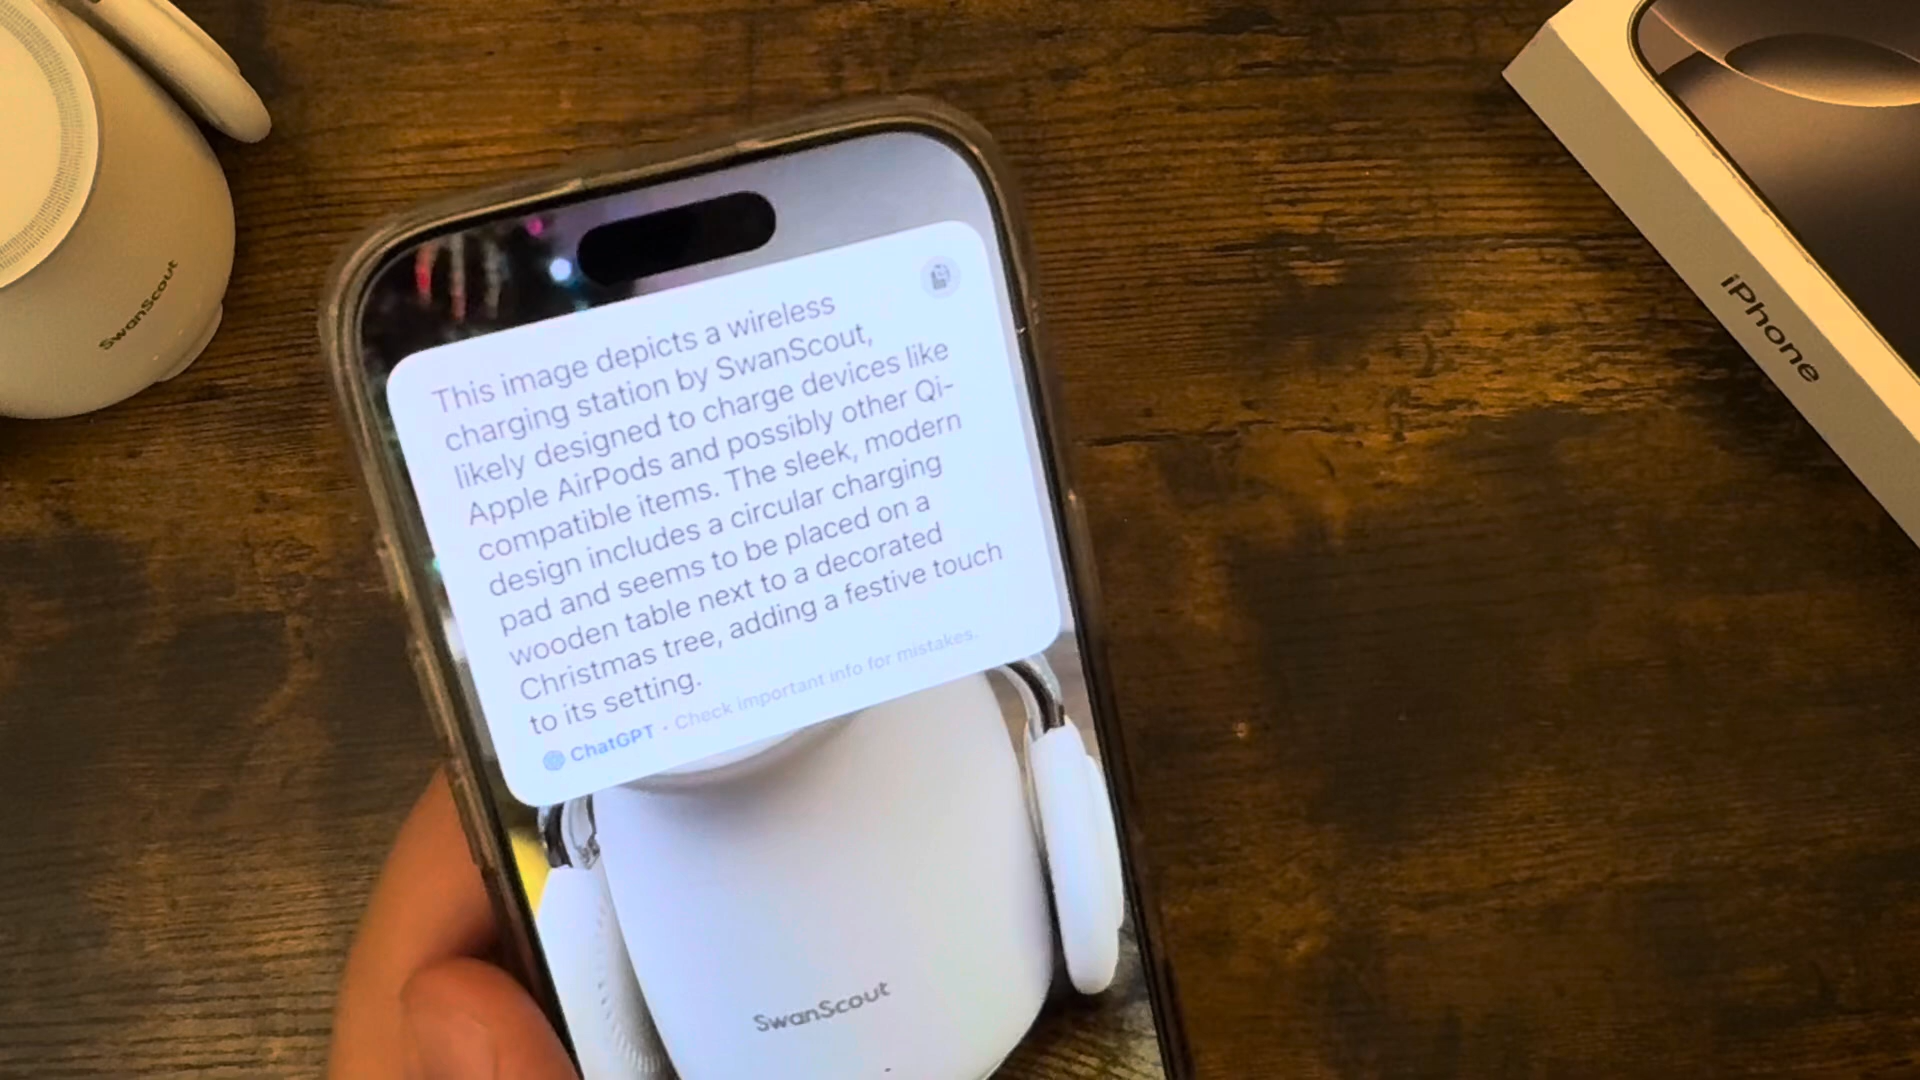 This image depicts a wireless
charging station by SwanScout,
likely designed to charge devices like
Apple AirPods and possibly other Qi-
compatible items. The sleek, modern
design includes a circular charging
pad and seems to be placed on a
wooden table next to a decorated
Christmas tree, adding a festive touch
to its setting.
ChatGPT · Check important info for mistakes.
SwanScout
SwanScout
iPhone